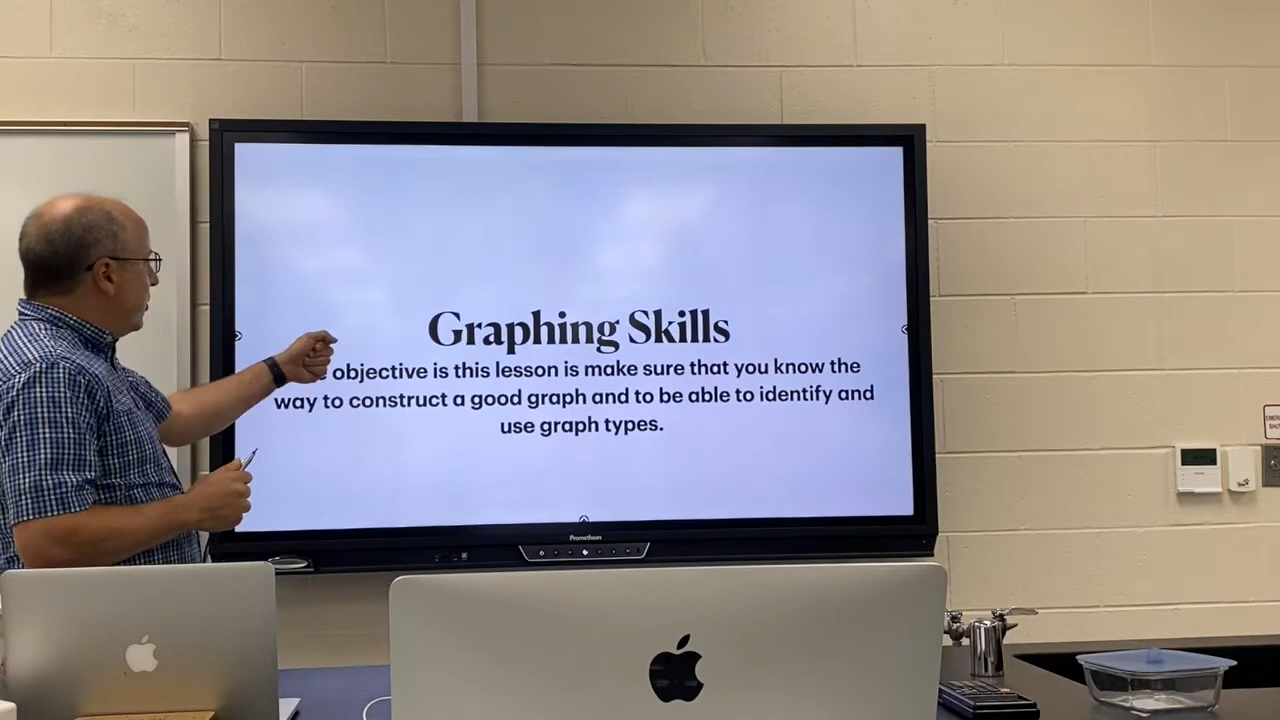 Graphing Skills
objective is this lesson is make sure that you know the
way to construct a good graph and to be able to identify and
use graph types.
Promethean